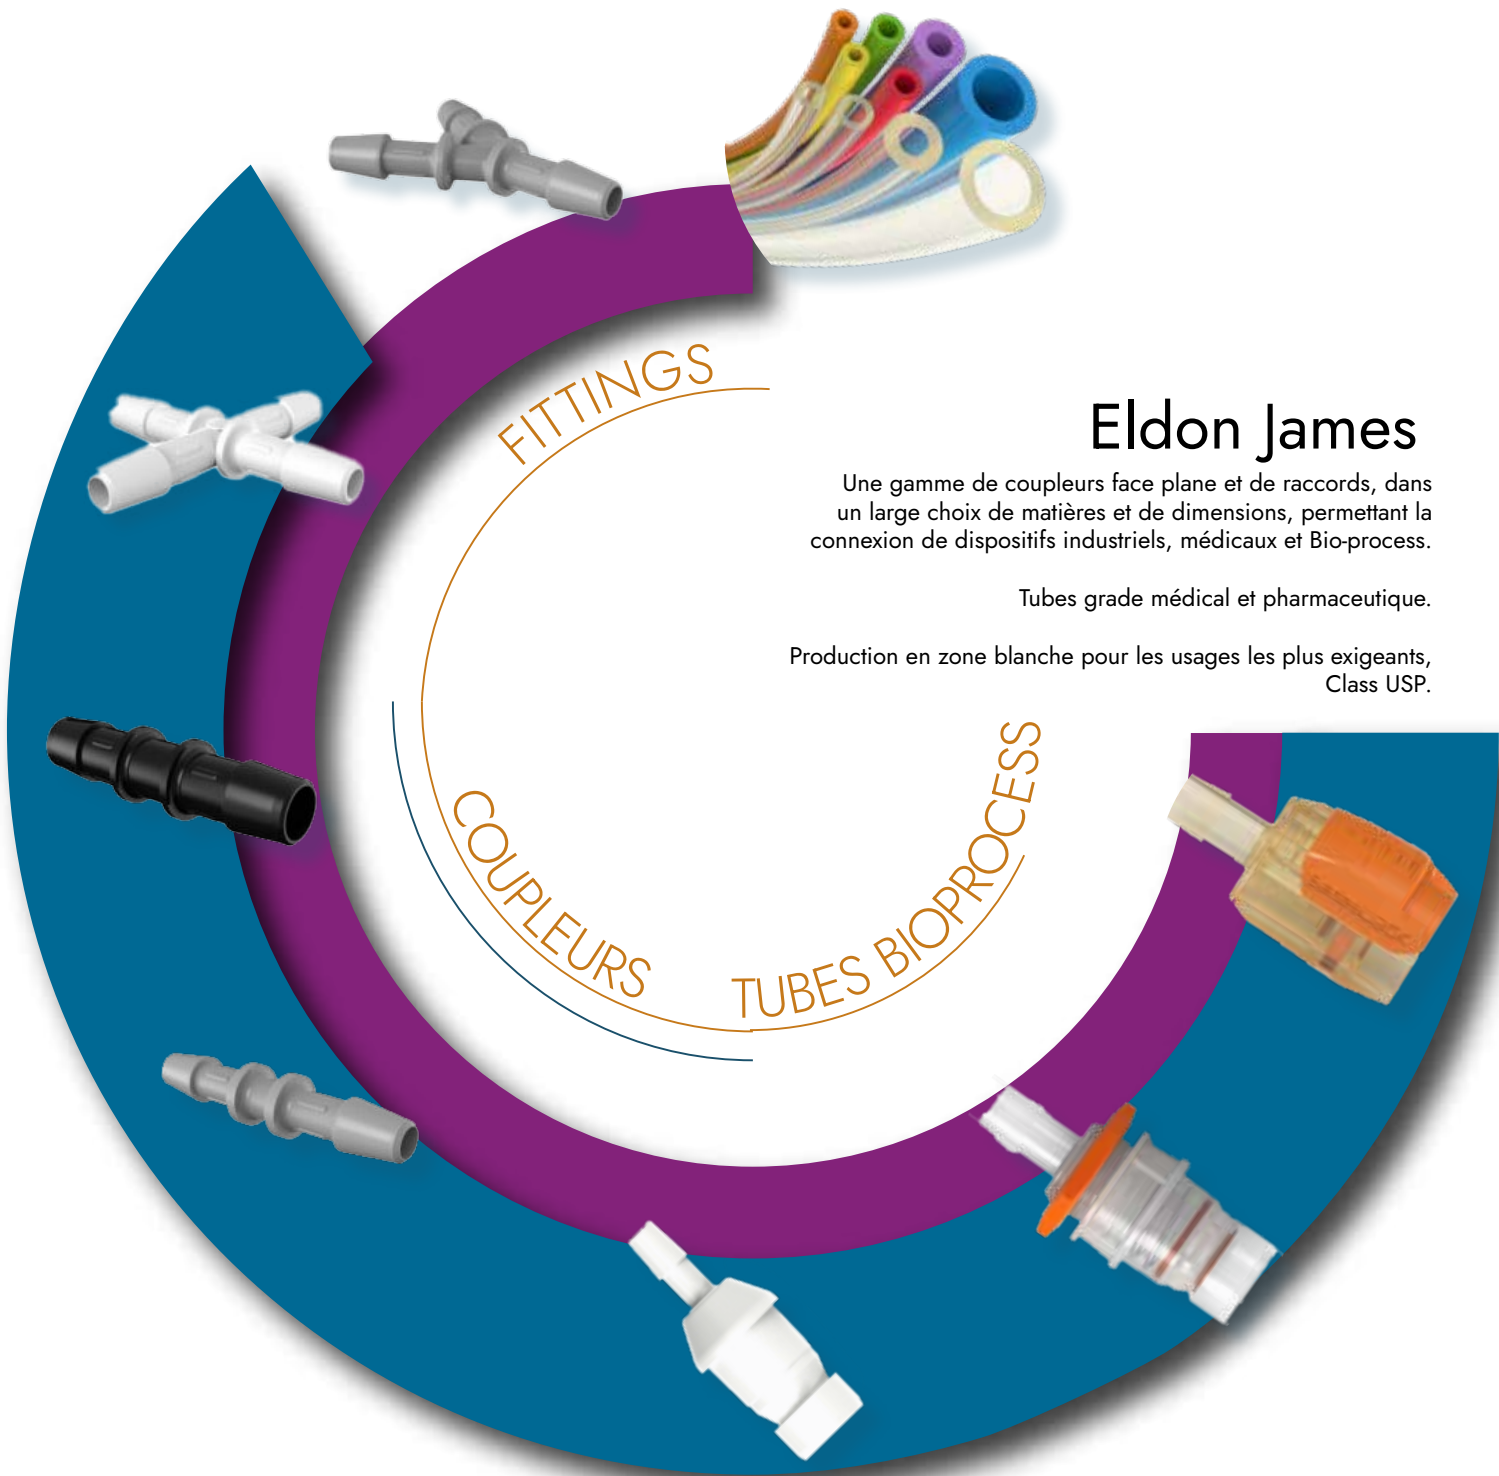 FITTINGS
Eldon James
Une gamme de coupleurs face plane et de raccords, dans
un large choix de matières et de dimensions, permettant la
connexion de dispositifs industriels, médicaux et Bio-process.
Tubes grade médical et pharmaceutique.
Production en zone blanche pour les usages les plus exigeants,
Class USP.
COUPLEURS
TUBES BIOPROCESS